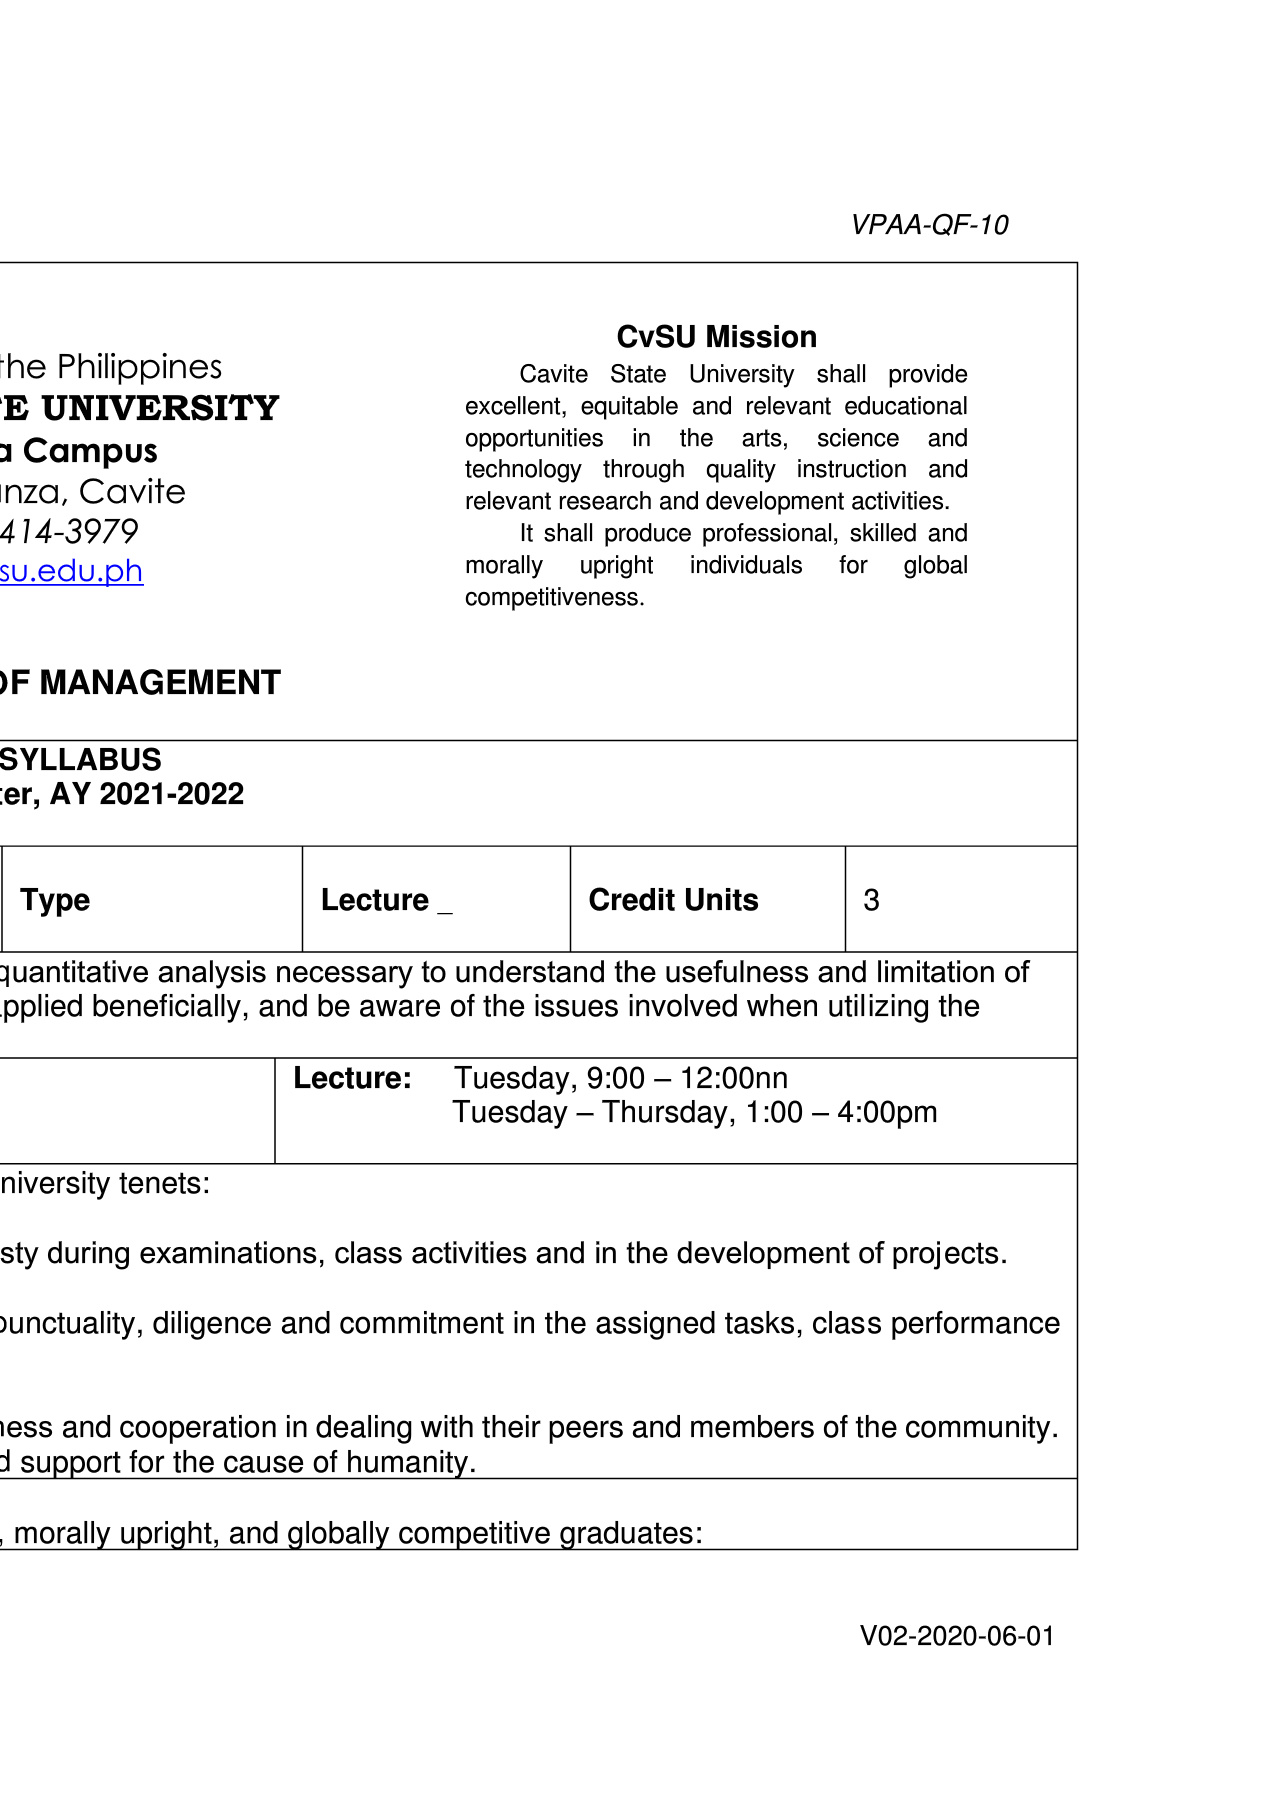 VPAA-QF-10
the Philippines
TE UNIVERSITY
a Campus
anza, Cavite
414-3979
su.edu.ph
CvSU Mission
Cavite State University shall provide
excellent, equitable and relevant educational
opportunities in the arts, science and
technology through quality instruction and
relevant research and development activities.
It shall produce professional, skilled and
morally upright individuals for global
competitiveness.
OF MANAGEMENT
SYLLABUS
ter, AY 2021-2022
Type
Lecture _
Credit Units
3
quantitative analysis necessary to understand the usefulness and limitation of
applied beneficially, and be aware of the issues involved when utilizing the
Lecture: Tuesday, 9:00 – 12:00nn
Tuesday – Thursday, 1:00 – 4:00pm
niversity tenets:
sty during examinations, class activities and in the development of projects.
punctuality, diligence and commitment in the assigned tasks, class performance
ness and cooperation in dealing with their peers and members of the community.
d support for the cause of humanity.
, morally upright, and globally competitive graduates:
V02-2020-06-01